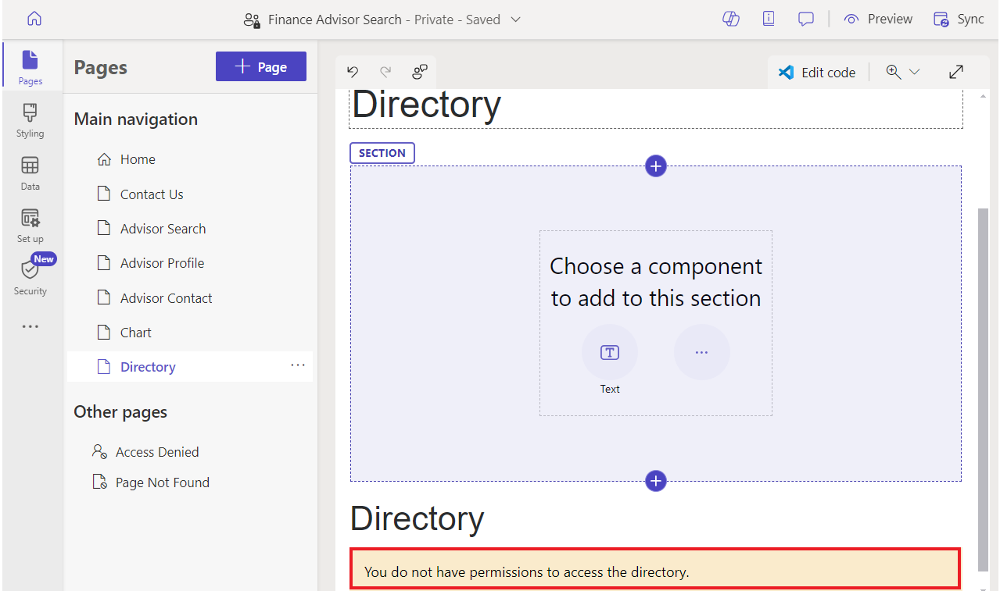 Finance Advisor Search - Private - Saved
Preview
Sync
Pages
Styling
Data
Set up
New
Security
Pages
Page
Main navigation
Home
Contact Us
Advisor Search
Advisor Profile
Advisor Contact
Chart
Directory
Other pages
Access Denied
Page Not Found
Edit code
Directory
SECTION
Choose a component
to add to this section
Text
Directory
You do not have permissions to access the directory.